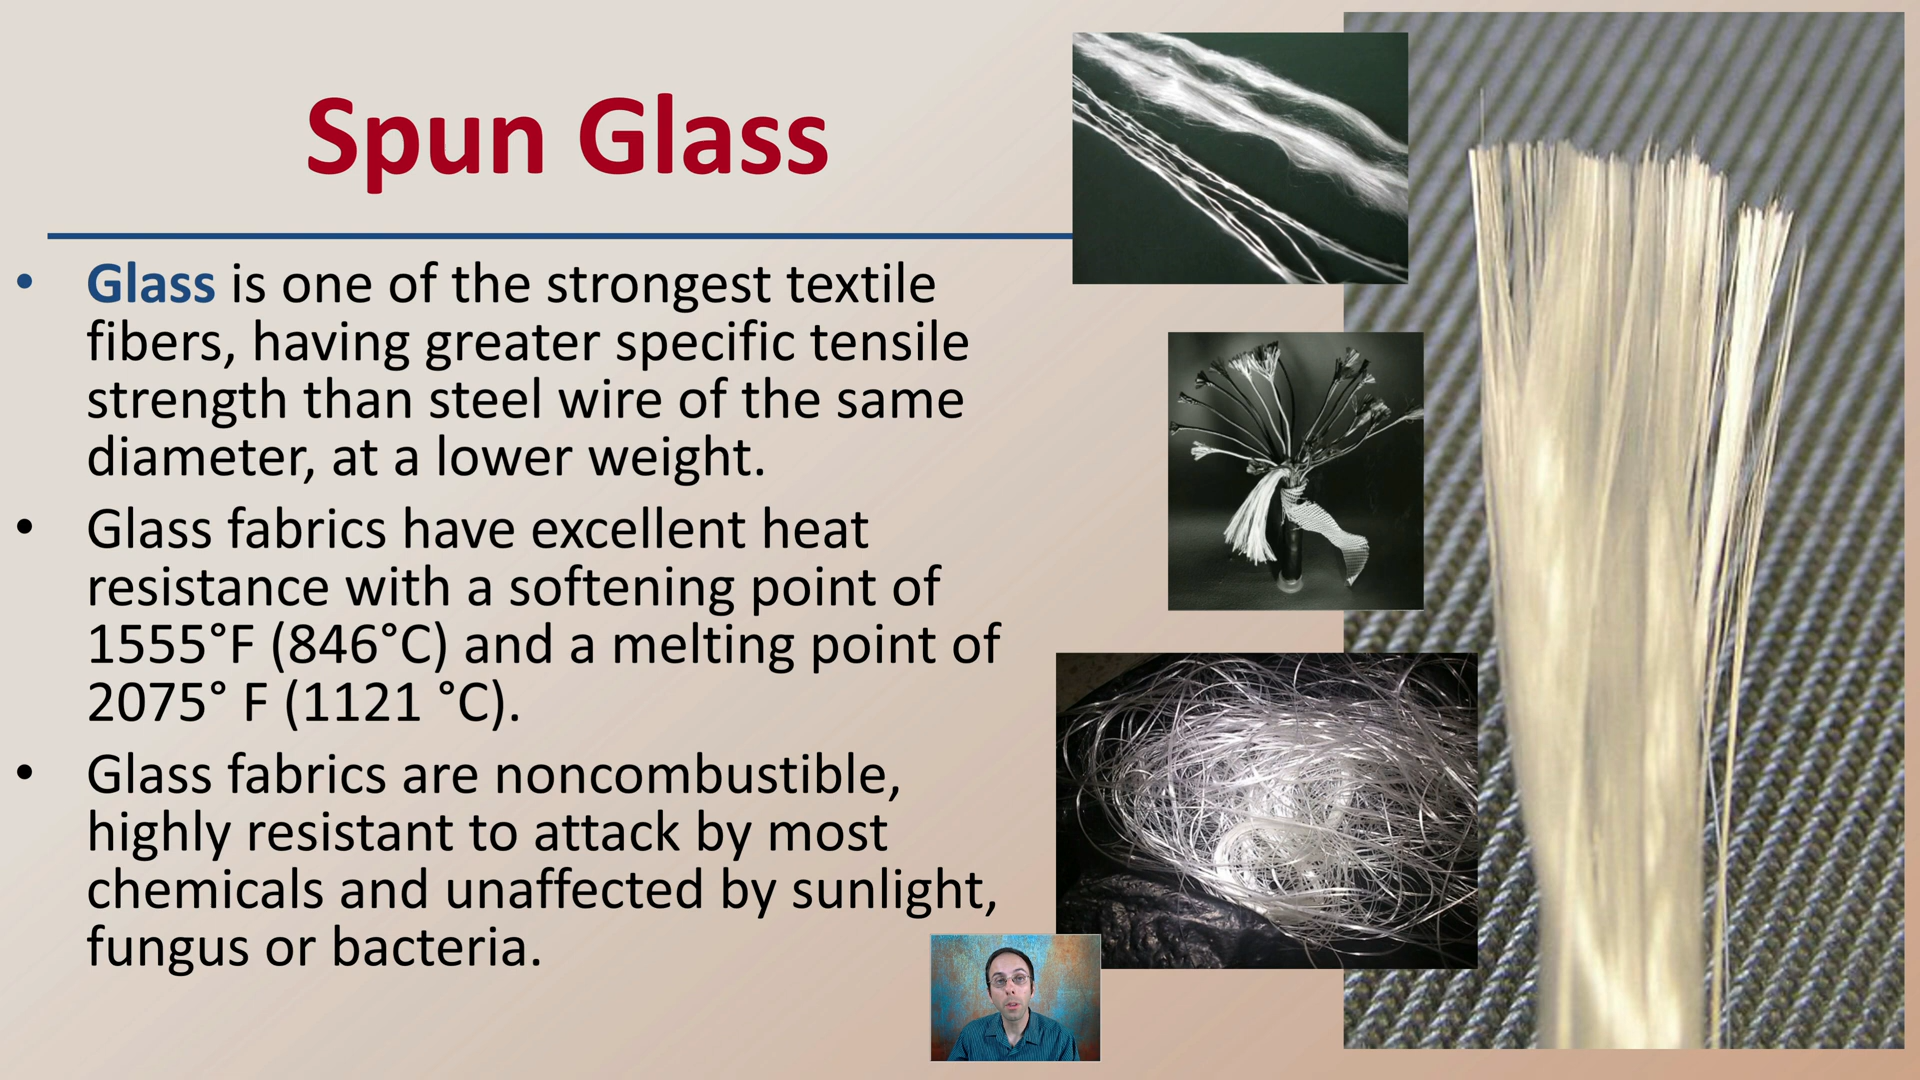 Spun Glass
• Glass is one of the strongest textile
fibers, having greater specific tensile
strength than steel wire of the same
diameter, at a lower weight.
• Glass fabrics have excellent heat
resistance with a softening point of
1555°F (846°C) and a melting point of
2075° F (1121 °C).
• Glass fabrics are noncombustible,
highly resistant to attack by most
chemicals and unaffected by sunlight,
fungus or bacteria.